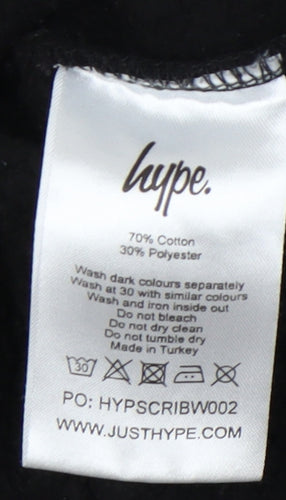 hype.
70% Cotton
30% Polyester
Wash dark colours separately
Wash at 30 with similar colours
Wash and iron inside out
Do not bleach
Do not dry clean
Do not tumble dry
Made in Turkey
30
PO: HYPSCRIBW002
WWW.JUSTHYPE.COM